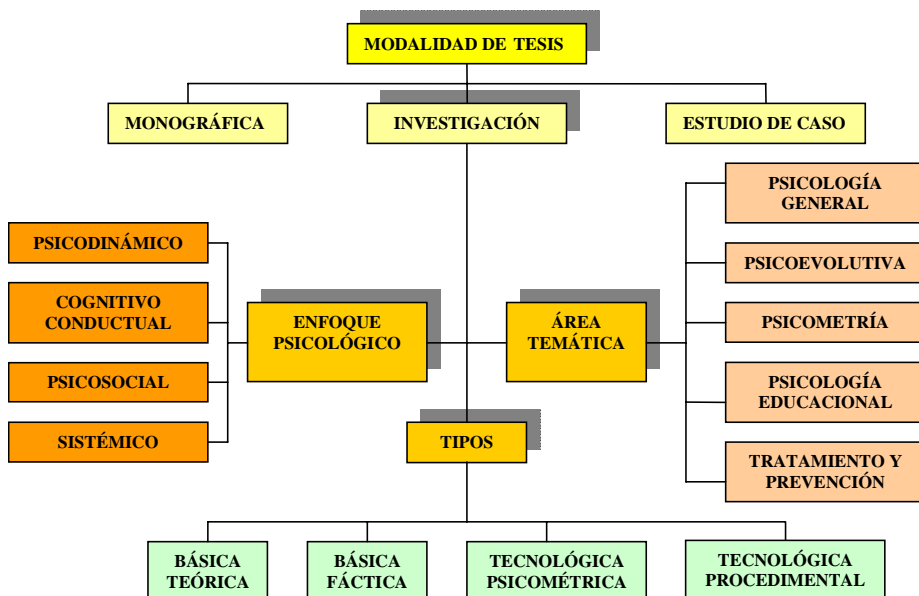 MODALIDAD DE TESIS
MONOGRÁFICA
INVESTIGACIÓN
ESTUDIO DE CASO
PSICODINÁMICO
COGNITIVO
CONDUCTUAL
PSICOSOCIAL
SISTÉMICO
ENFOQUE
PSICOLÓGICO
ÁREA
TEMÁTICA
PSICOLOGÍA
GENERAL
PSICOEVOLUTIVA
PSICOMETRÍA
PSICOLOGÍA
EDUCACIONAL
TRATAMIENTO Y
PREVENCIÓN
TIPOS
BÁSICA
TEÓRICA
BÁSICA
FÁCTICA
TECNOLÓGICA
PSICOMÉTRICA
TECNOLÓGICA
PROCEDIMENTAL